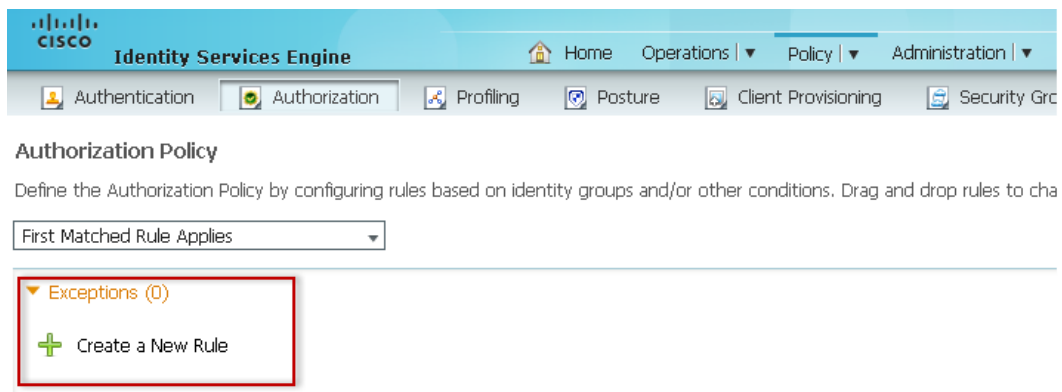 CISCO
Identity Services Engine
Home Operations | ▼ Policy | ▼ Administration | ▼
Authentication Authorization Profiling Posture Client Provisioning Security Gro
Authorization Policy
Define the Authorization Policy by configuring rules based on identity groups and/or other conditions. Drag and drop rules to cha
First Matched Rule Applies
Exceptions (0)
Create a New Rule